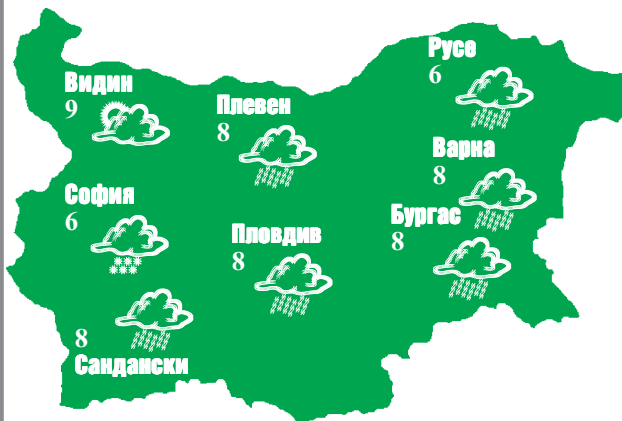 Русе
6
Видин
9
Плевен
8
Варна
8
София
6
Бургас
8
Пловдив
8
8
Сандански